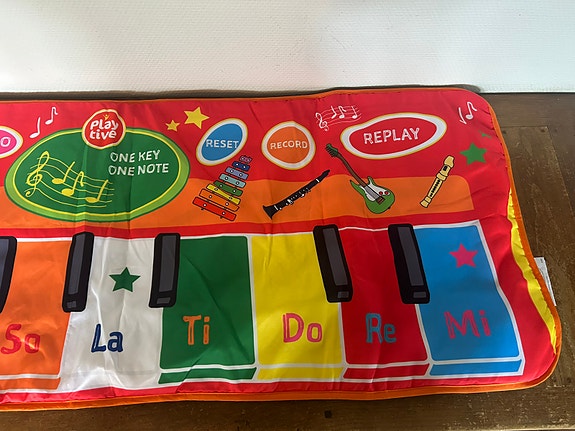 Play
tive
ONE KEY
ONE NOTE
RESET
RECORD
REPLAY
So La Ti Do Re Mi